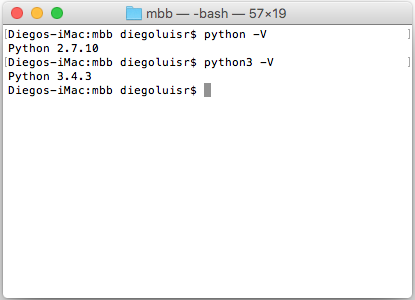 mbb — -bash — 57×19
[Diegos-iMac:mbb diegoluisr$ python -V ]
Python 2.7.10
[Diegos-iMac:mbb diegoluisr$ python3 -V ]
Python 3.4.3
Diegos-iMac:mbb diegoluisr$